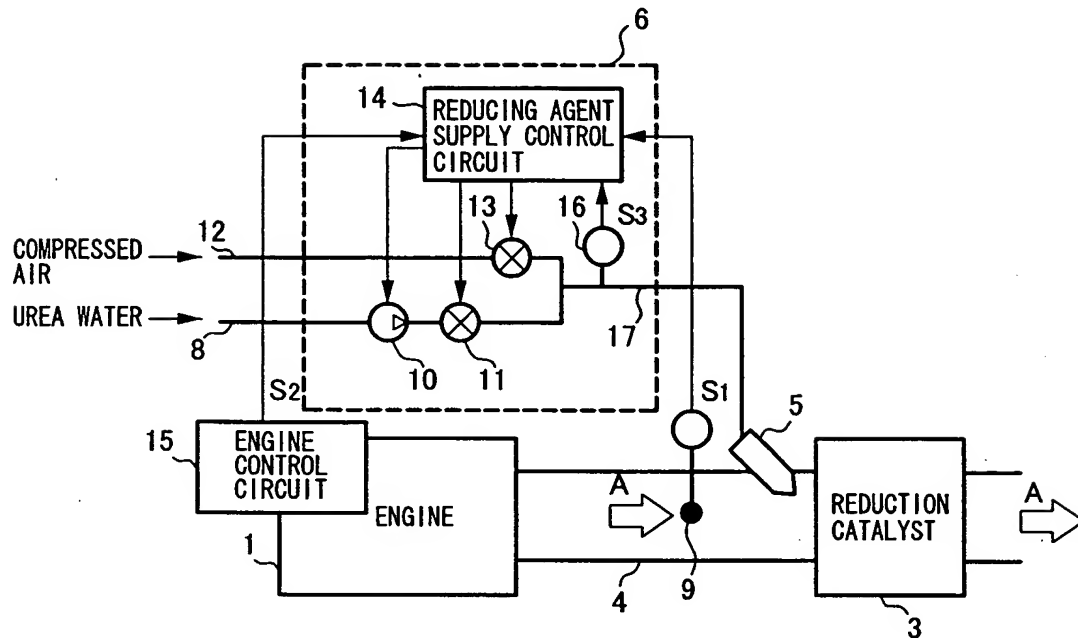 6
14
REDUCING AGENT
SUPPLY CONTROL
CIRCUIT
13
16
S3
COMPRESSED
AIR
12
UREA WATER
8
10
11
17
S2
S1
5
15
ENGINE
CONTROL
CIRCUIT
ENGINE
A
REDUCTION
CATALYST
A
1
4
9
3